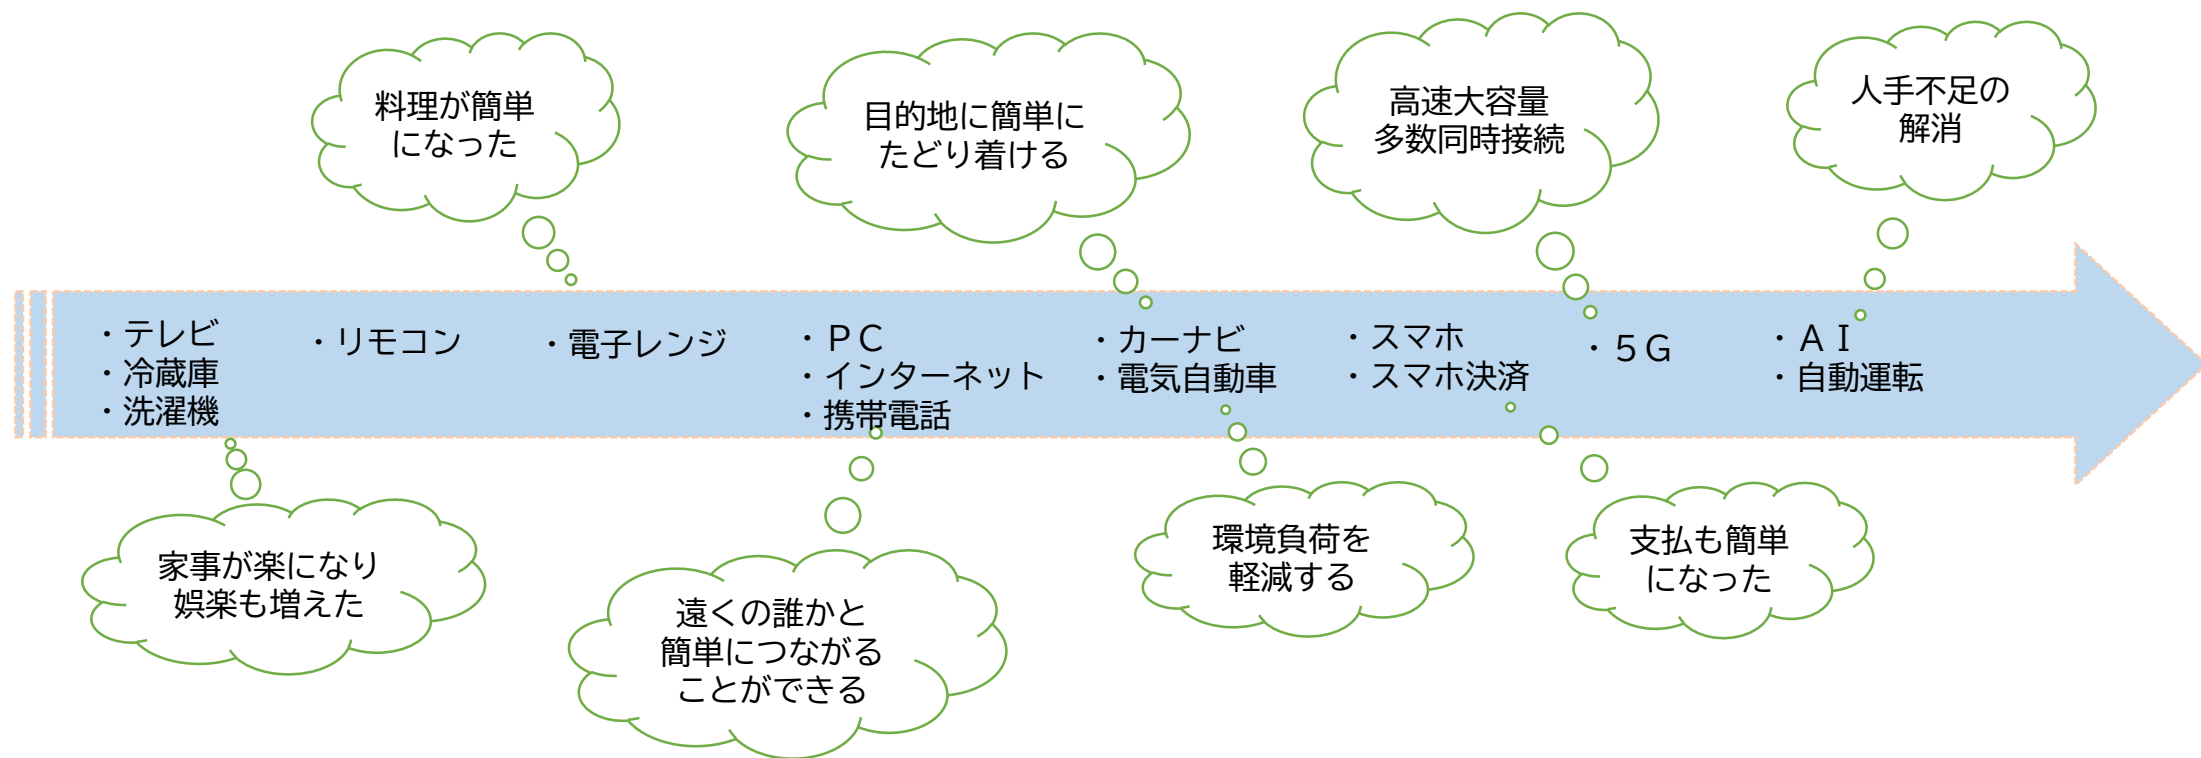 料理が簡単
になった
目的地に簡単に
たどり着ける
高速大容量
多数同時接続
人手不足の
解消
・テレビ
・冷蔵庫
・洗濯機
・リモコン
・電子レンジ
・ＰＣ
・インターネット
・携帯電話
・カーナビ
・電気自動車
・スマホ
・スマホ決済
・５Ｇ
・ＡＩ
・自動運転
家事が楽になり
娯楽も増えた
遠くの誰かと
簡単につながる
ことができる
環境負荷を
軽減する
支払も簡単
になった